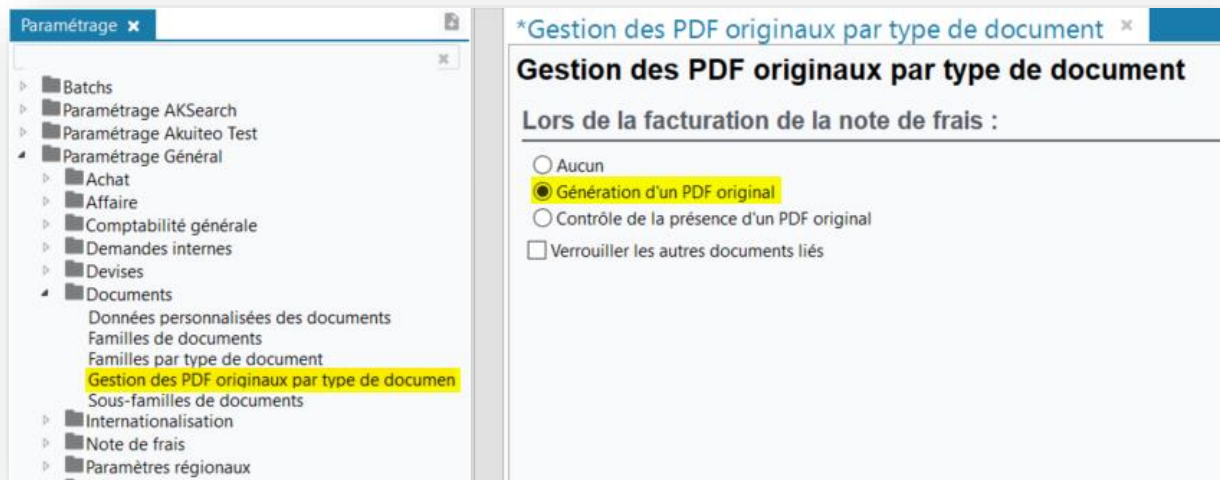 Paramétrage
Batchs
Paramétrage AKSearch
Paramétrage Akuiteo Test
Paramétrage Général
Achat
Affaire
Comptabilité générale
Demandes internes
Devises
Documents
Données personnalisées des documents
Familles de documents
Familles par type de document
Gestion des PDF originaux par type de documen
Sous-familles de documents
Internationalisation
Note de frais
Paramètres régionaux
*Gestion des PDF originaux par type de document
Gestion des PDF originaux par type de document
Lors de la facturation de la note de frais :
Aucun
Génération d'un PDF original
Contrôle de la présence d'un PDF original
Verrouiller les autres documents liés